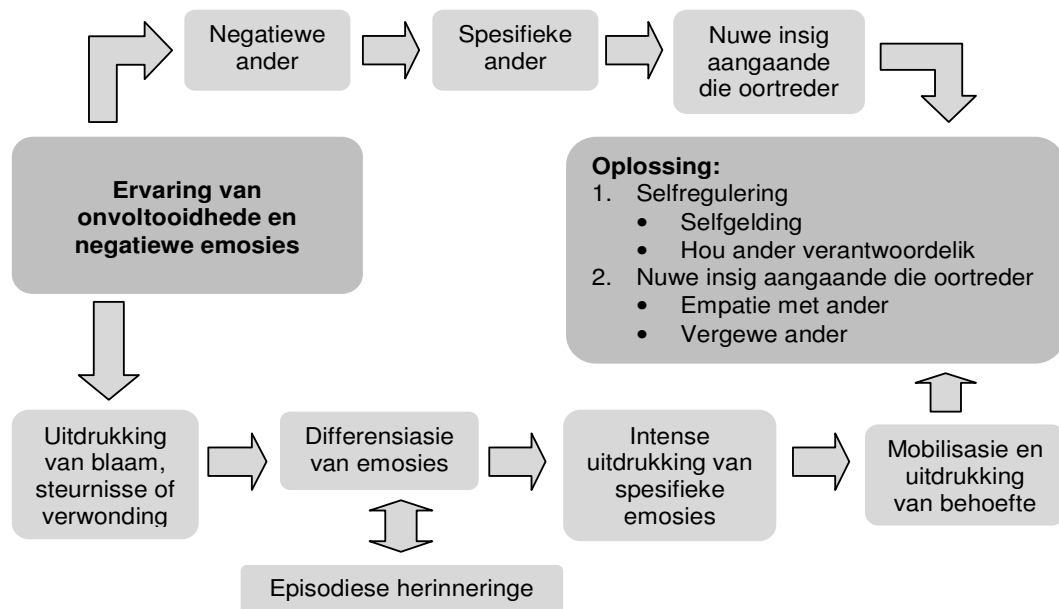 Negatiewe
ander
Spesifieke
ander
Nuwe insig
aangaande
die oortreder
Ervaring van
onvoltooidhede en
negatiewe emosies
Oplossing:
1. Selfregulering
• Selfgelding
• Hou ander verantwoordelik
2. Nuwe insig aangaande die oortreder
• Empatie met ander
• Vergewe ander
Uitdrukking
van blaam,
steurnisse of
verwonding
Differensiasie
van emosies
Intense
uitdrukking van
spesifieke
emosies
Mobilisasie en
uitdrukking
van behoefte
Episodiese herinneringe